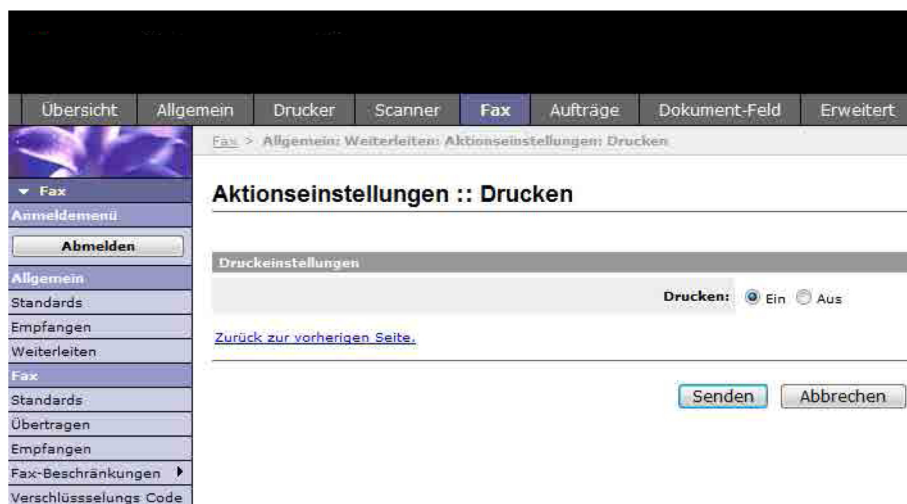 Übersicht Allgemein Drucker Scanner Fax Aufträge Dokument-Feld Erweitert
Fax > Allgemein: Weiterleiten: Aktionseinstellungen: Drucken
Fax
Anmeldemenü
Abmelden
Allgemein
Standards
Empfangen
Weiterleiten
Fax
Standards
Übertragen
Empfangen
Fax-Beschränkungen
Verschlüssselungs Code
Aktionseinstellungen :: Drucken
Druckeinstellungen
Drucken: Ein Aus
Zurück zur vorherigen Seite.
Senden Abbrechen